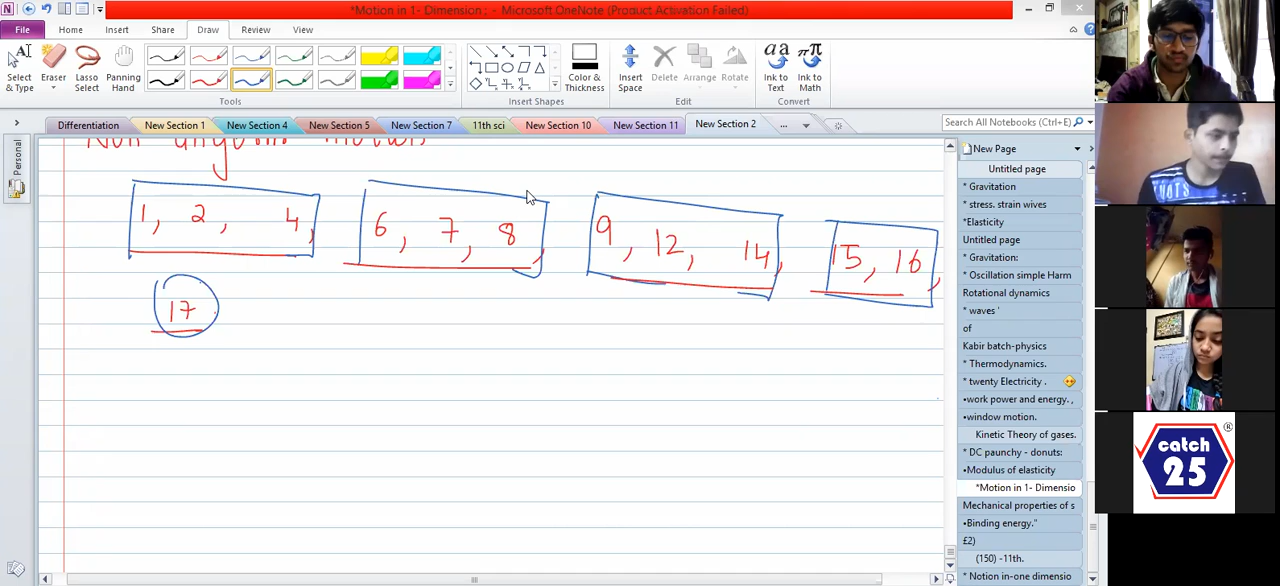 *Motion in 1- Dimension : - Microsoft OneNote (Product Activation Failed)
File Home Insert Share Draw Review View
Select & Type
Eraser
Lasso Select
Panning Hand
Color & Thickness
Insert Space
Delete
Arrange
Rotate
Ink to Text
Ink to Math
Tools
Insert Shapes
Edit
Convert
Differentiation New Section 1 New Section 4 New Section 5 New Section 7 11th sci New Section 10 New Section 11 New Section 2 ...
Search All Notebooks (Ctrl+E)
Personal
1, 2, 4, 6, 7, 8, 9, 12, 14, 15, 16,
17
New Page
Untitled page
* Gravitation
* stress. strain wives
*Elasticity
Untitled page
* Gravitation:
* Oscillation simple Harm
Rotational dynamics
* waves '
of
Kabir batch-physics
* Thermodynamics.
* twenty Electricity .
•work power and energy. ,
•window motion.
Kinetic Theory of gases.
* DC paunchy - donuts:
•Modulus of elasticity
*Motion in 1- Dimensio
Mechanical properties of s
•Binding energy."
£2)
(150) -11th.
* Notion in-one dimensio
catch
25
®